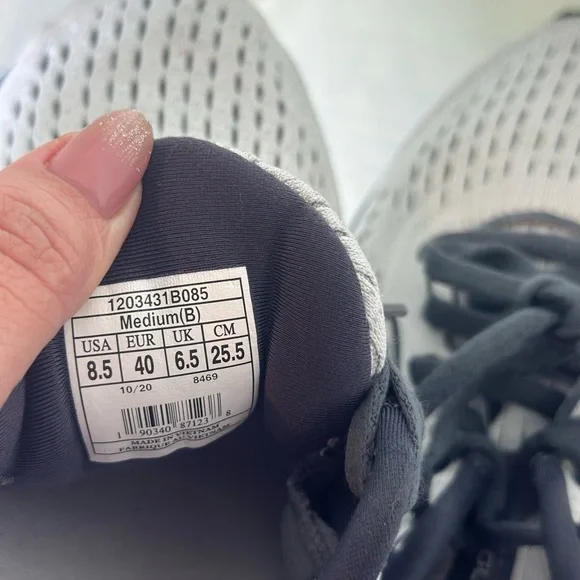 1203431B085
Medium(B)
USA EUR UK CM
8.5 40 6.5 25.5
10/20 8469
1 90340 87123 8
MADE IN VIETNAM
FABRIQUE AU VIETNAM